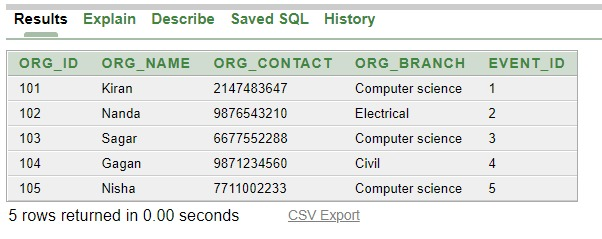 Results Explain Describe Saved SQL History
ORG_ID ORG_NAME ORG_CONTACT ORG_BRANCH EVENT_ID
101 Kiran 2147483647 Computer science 1
102 Nanda 9876543210 Electrical 2
103 Sagar 6677552288 Computer science 3
104 Gagan 9871234560 Civil 4
105 Nisha 7711002233 Computer science 5
5 rows returned in 0.00 seconds CSV Export